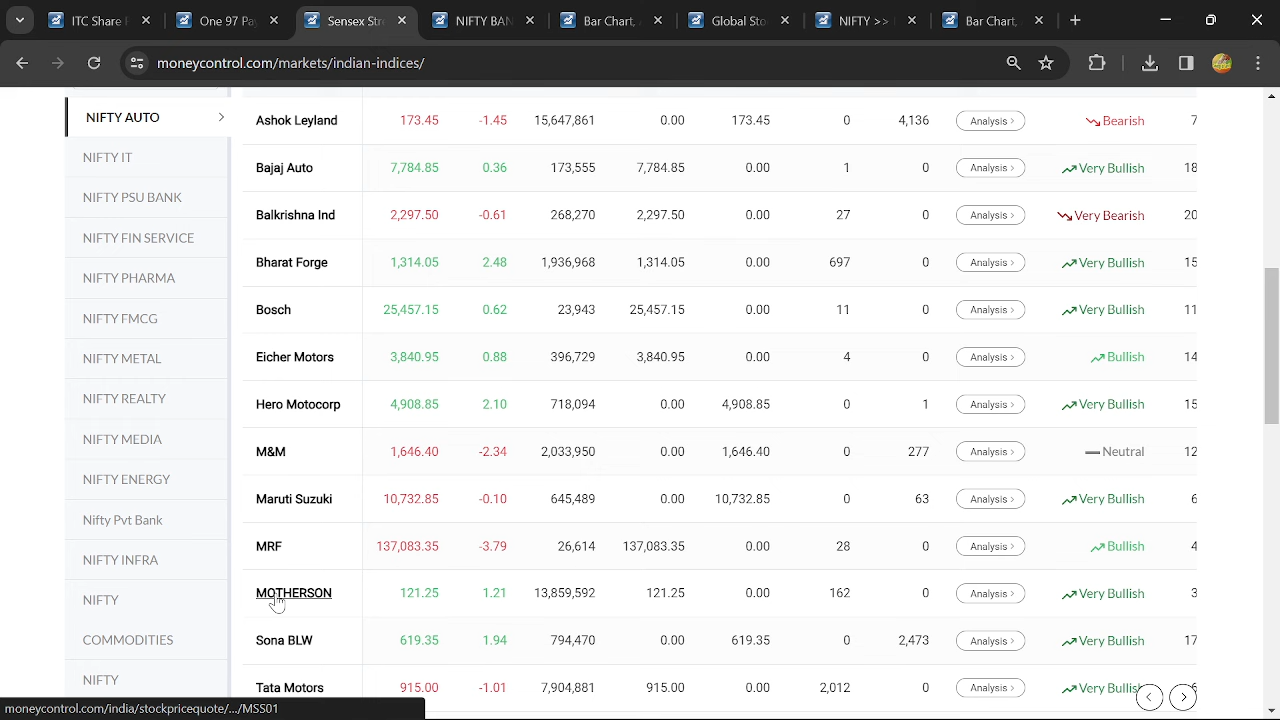 ITC Share
One 97 Pa
Sensex St
NIFTY BAN
Bar Chart,
Global S
NIFTY >>
Bar Chart,
moneycontrol.com/markets/indian-indices/
NIFTY AUTO
NIFTY IT
NIFTY PSU BANK
NIFTY FIN SERVICE
NIFTY PHARMA
NIFTY FMCG
NIFTY METAL
NIFTY REALTY
NIFTY MEDIA
NIFTY ENERGY
Nifty Pvt Bank
NIFTY INFRA
NIFTY
COMMODITIES
NIFTY
Ashok Leyland 173.45 -1.45 15,647,861 0.00 173.45 0 4,136 Analysis > Bearish 7
Bajaj Auto 7,784.85 0.36 173,555 7,784.85 0.00 1 0 Analysis > Very Bullish 18
Balkrishna Ind 2,297.50 -0.61 268,270 2,297.50 0.00 27 0 Analysis > Very Bearish 20
Bharat Forge 1,314.05 2.48 1,936,968 1,314.05 0.00 697 0 Analysis > Very Bullish 15
Bosch 25,457.15 0.62 23,943 25,457.15 0.00 11 0 Analysis > Very Bullish 11
Eicher Motors 3,840.95 0.88 396,729 3,840.95 0.00 4 0 Analysis > Bullish 14
Hero Motocorp 4,908.85 2.10 718,094 0.00 4,908.85 0 1 Analysis > Very Bullish 15
M&M 1,646.40 -2.34 2,033,950 0.00 1,646.40 0 277 Analysis > Neutral 12
Maruti Suzuki 10,732.85 -0.10 645,489 0.00 10,732.85 0 63 Analysis > Very Bullish 6
MRF 137,083.35 -3.79 26,614 137,083.35 0.00 28 0 Analysis > Bullish 4
MOTHERSON 121.25 1.21 13,859,592 121.25 0.00 162 0 Analysis > Very Bullish 3
Sona BLW 619.35 1.94 794,470 0.00 619.35 0 2,473 Analysis > Very Bullish 17
Tata Motors 915.00 -1.01 7,904,881 915.00 0.00 2,012 0 Analysis > Very Bullish
moneycontrol.com/india/stockpricequote/.../MSS01